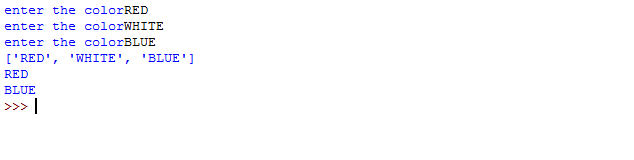 enter the colorRED
enter the colorWHITE
enter the colorBLUE
['RED', 'WHITE', 'BLUE']
RED
BLUE
>>>